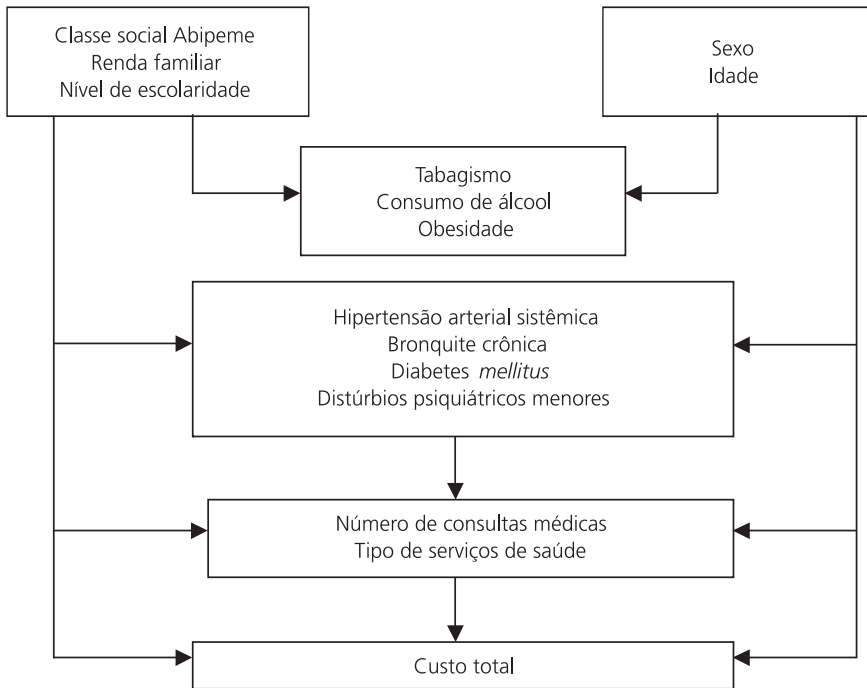 Classe social Abipeme
Renda familiar
Nível de escolaridade
Sexo
Idade
Tabagismo
Consumo de álcool
Obesidade
Hipertensão arterial sistêmica
Bronquite crônica
Diabetes mellitus
Distúrbios psiquiátricos menores
Número de consultas médicas
Tipo de serviços de saúde
Custo total